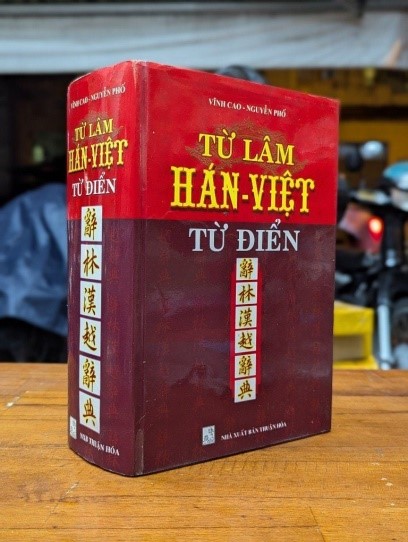 VĨNH CAO - NGUYỄN PHỐ
TỪ LÂM
HÁN-VIỆT
TỪ ĐIỂN
辭
林
漢
越
辭
典
NXB THUẬN HÓA
VĨNH CAO - NGUYỄN PHỐ
TỪ LÂM
HÁN-VIỆT
TỪ ĐIỂN
辭
林
漢
越
辭
典
NHÀ XUẤT BẢN THUẬN HÓA